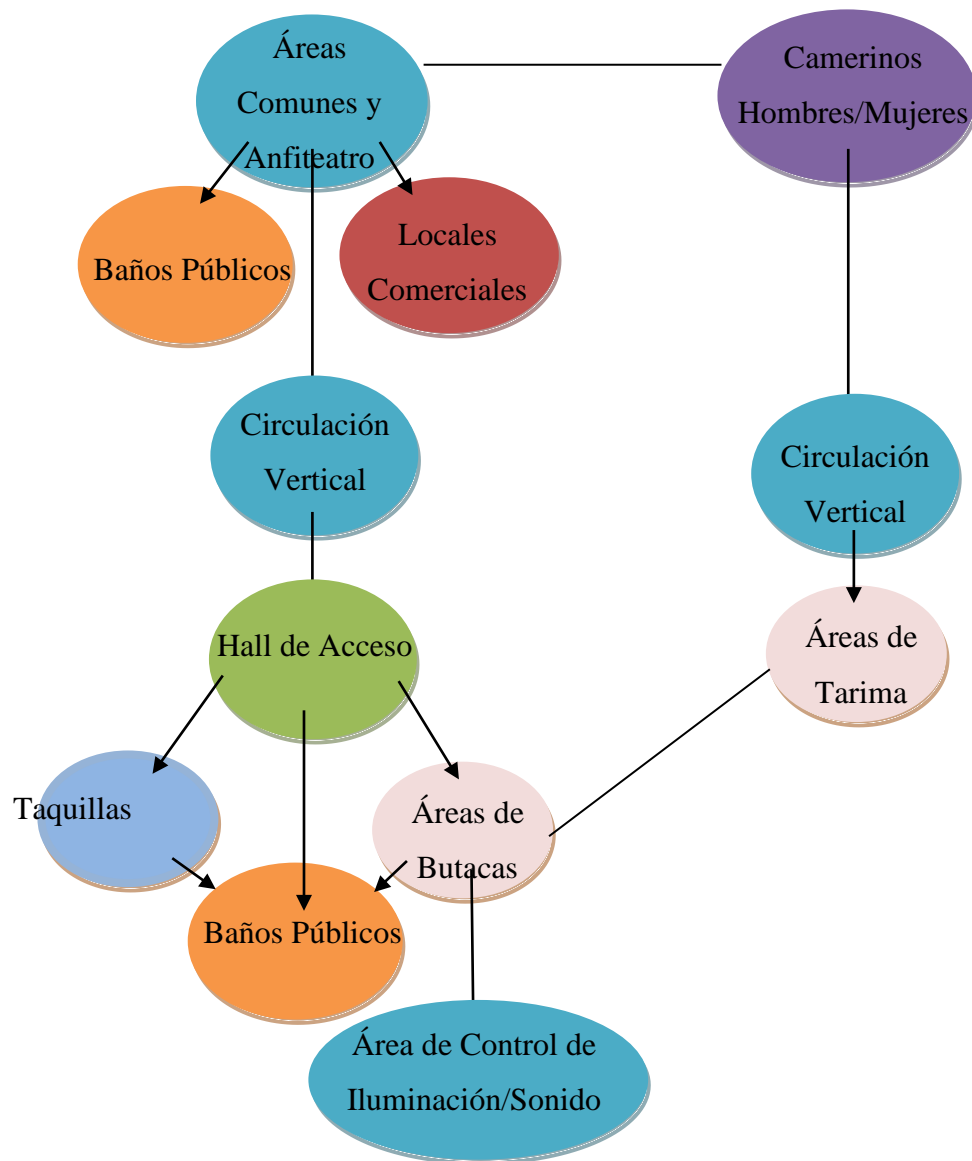 Áreas
Comunes y
Anfiteatro
Camerinos
Hombres/Mujeres
Baños Públicos
Locales
Comerciales
Circulación
Vertical
Circulación
Vertical
Hall de Acceso
Áreas de
Tarima
Taquillas
Áreas de
Butacas
Baños Públicos
Área de Control de
Iluminación/Sonido